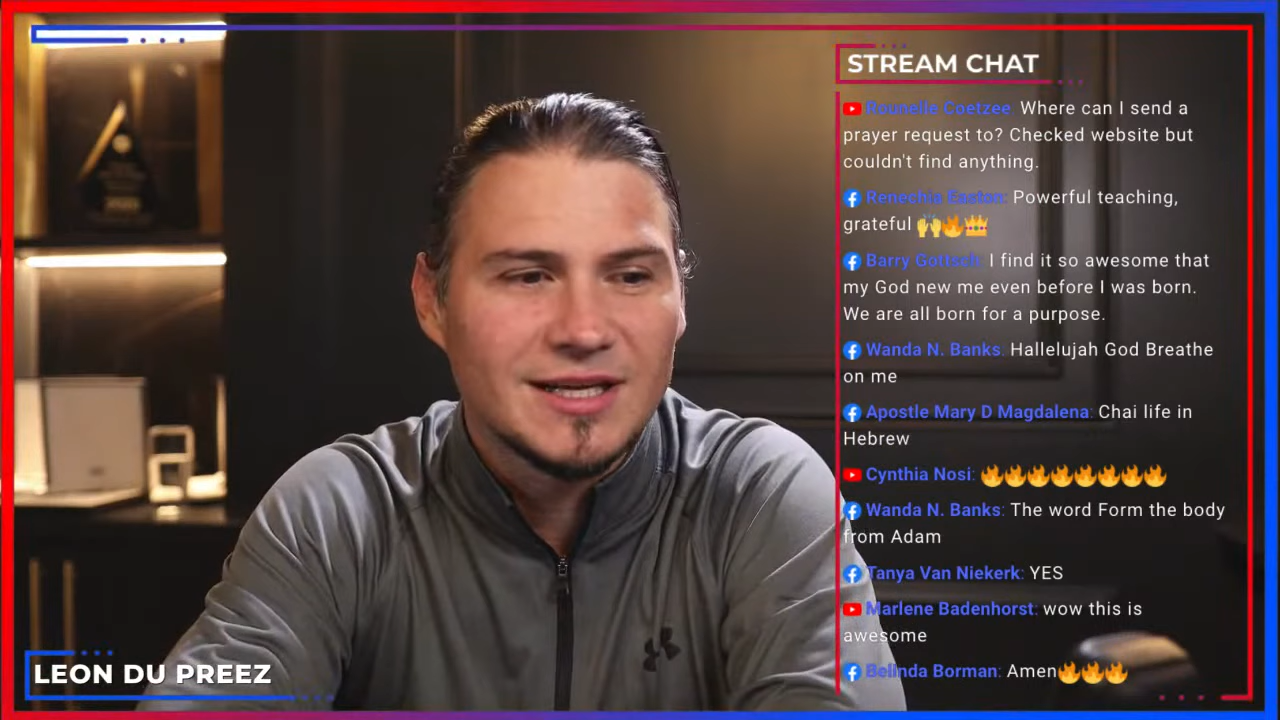 STREAM CHAT
Rounelle Coetzee: Where can I send a
prayer request to? Checked website but
couldn't find anything.
Renechia Easton: Powerful teaching,
grateful 🙌🔥👑
Barry Gottsch: I find it so awesome that
my God new me even before I was born.
We are all born for a purpose.
Wanda N. Banks: Hallelujah God Breathe
on me
Apostle Mary D Magdalena: Chai life in
Hebrew
Cynthia Nosi: 🔥🔥🔥🔥🔥🔥🔥🔥
Wanda N. Banks: The word Form the body
from Adam
Tanya Van Niekerk: YES
Marlene Badenhorst: wow this is
awesome
Belinda Borman: Amen🔥🔥🔥
LEON DU PREEZ